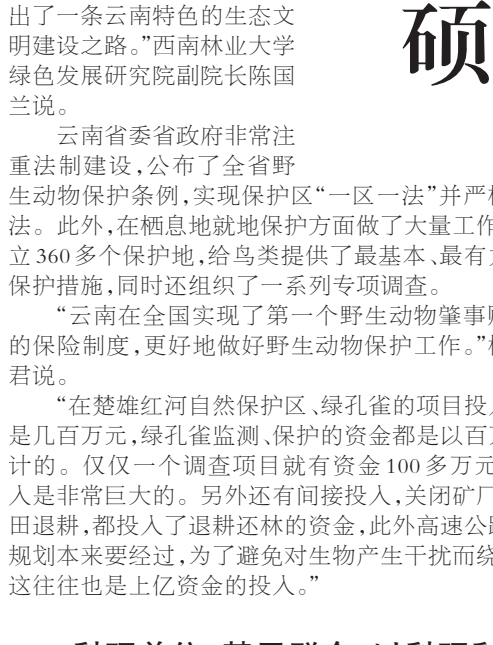 出了一条云南特色的生态文
明建设之路。”西南林业大学
绿色发展研究院副院长陈国
兰说。
云南省委省政府非常注
重法制建设,公布了全省野
生动物保护条例,实现保护区“一区一法”并严
法。此外,在栖息地就地保护方面做了大量工作
立360多个保护地,给鸟类提供了最基本、最有
保护措施,同时还组织了一系列专项调查。
“云南在全国实现了第一个野生动物肇事
的保险制度,更好地做好野生动物保护工作。”
君说。
“在楚雄红河自然保护区、绿孔雀的项目投
是几百万元,绿孔雀监测、保护的资金都是以百
计的。仅仅一个调查项目就有资金100多万元
入是非常巨大的。另外还有间接投入,关闭矿厂
田退耕,都投入了退耕还林的资金,此外高速公
规划本来要经过,为了避免对生物产生干扰而
这往往也是上亿资金的投入。”
硕